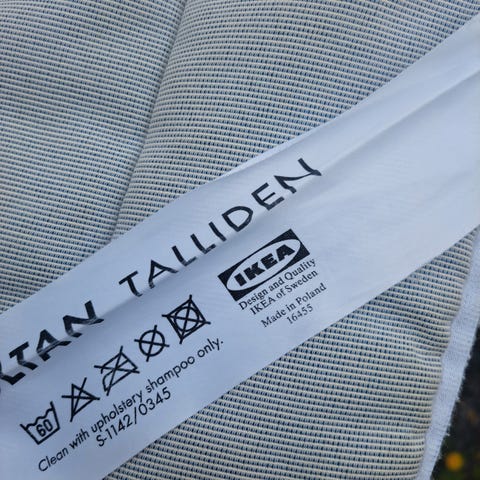 LTAN TALLIDEN
IKEA
Design and Quality
IKEA of Sweden
Made in Poland
16455
60
Clean with upholstery shampoo only.
S-1142/0345